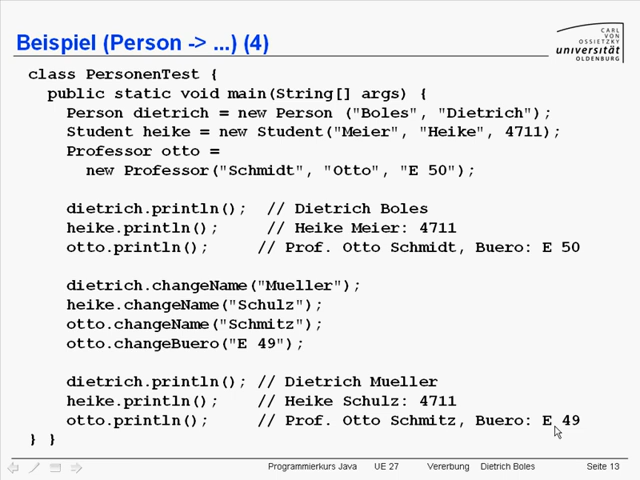 Beispiel (Person -> ...) (4)
CARL
VON
OSSIETZKY
universität
OLDENBURG
class PersonenTest {
public static void main(String[] args) {
Person dietrich = new Person ("Boles", "Dietrich");
Student heike = new Student("Meier", "Heike", 4711);
Professor otto =
new Professor("Schmidt", "Otto", "E 50");
dietrich.println(); // Dietrich Boles
heike.println(); // Heike Meier: 4711
otto.println(); // Prof. Otto Schmidt, Buero: E 50
dietrich.changeName("Mueller");
heike.changeName("Schulz");
otto.changeName("Schmitz");
otto.changeBuero("E 49");
dietrich.println(); // Dietrich Mueller
heike.println(); // Heike Schulz: 4711
otto.println(); // Prof. Otto Schmitz, Buero: E 49
} }
Programmierkurs Java UE 27 Vererbung Dietrich Boles Seite 13